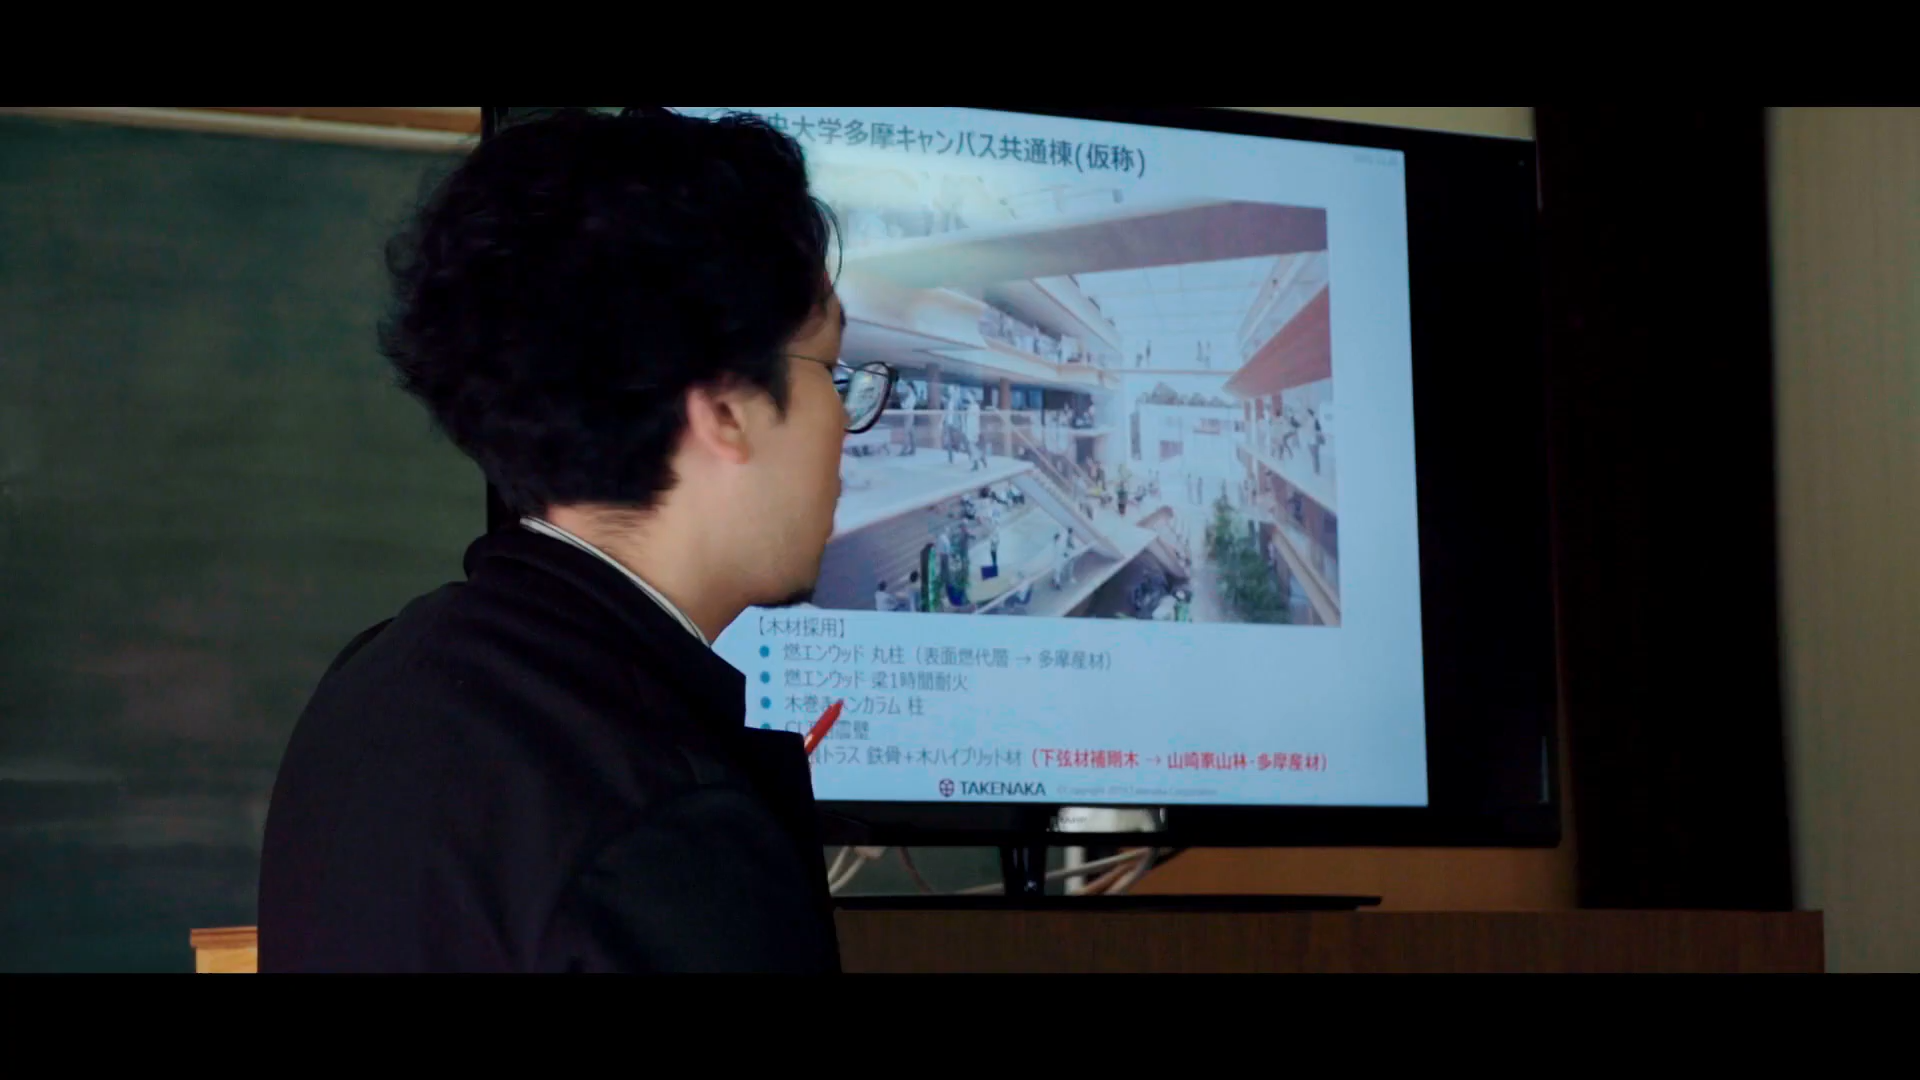 央大学多摩キャンパス共通棟(仮称)
【木材採用】
● 燃エンウッド 丸柱（表面燃代層 → 多摩産材）
● 燃エンウッド 梁1時間耐火
● 木巻きベンカラム 柱
トラス 鉄骨＋木ハイブリッド材（下弦材補剛木 → 山崎家山林・多摩産材）
TAKENAKA